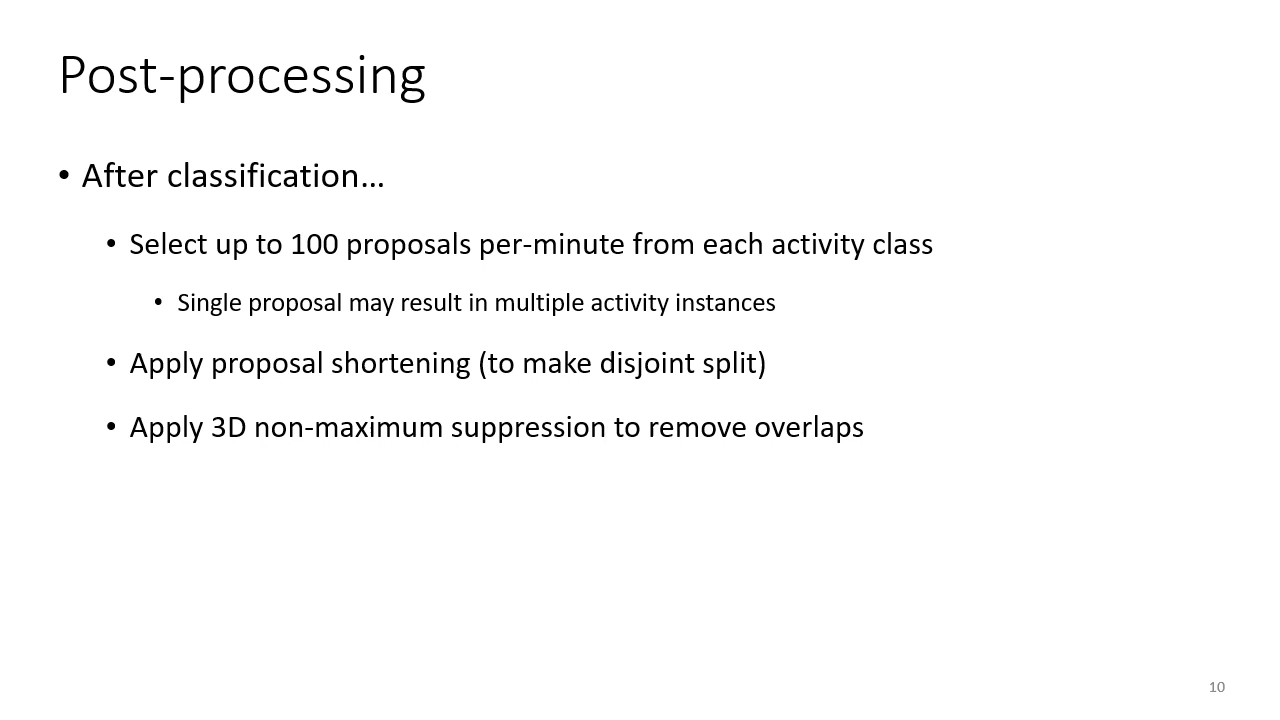 Post-processing
• After classification…
• Select up to 100 proposals per-minute from each activity class
• Single proposal may result in multiple activity instances
• Apply proposal shortening (to make disjoint split)
• Apply 3D non-maximum suppression to remove overlaps
10